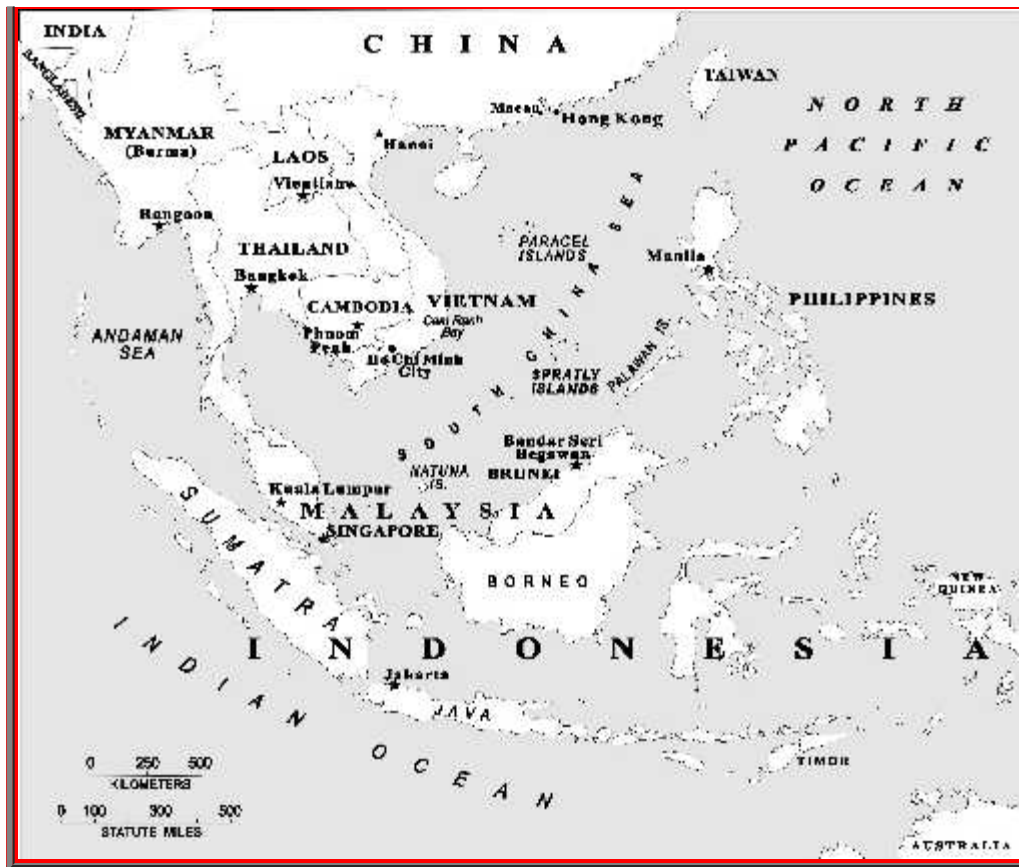 INDIA
CHINA
BANGLADESH
TAIWAN
Macau
Hong Kong
NORTH
PACIFIC
OCEAN
MYANMAR
(Burma)
Hanoi
LAOS
Vientiane
Rangoon
THAILAND
Bangkok
PARACEL
ISLANDS
Manila
PHILIPPINES
CAMBODIA
VIETNAM
Cam Ranh
Bay
Phnom
Penh
Ho Chi Minh
City
ANDAMAN
SEA
SOUTH CHINA SEA
SPRATLY
ISLANDS
PALAWAN IS.
Bandar Seri
Begawan
BRUNEI
NATUNA
IS.
Kuala Lumpur
MALAYSIA
SINGAPORE
SUMATRA
BORNEO
NEW
GUINEA
INDONESIA
Jakarta
JAVA
INDIAN OCEAN
TIMOR
0 250 500
KILOMETERS
0 100 300 500
STATUTE MILES
AUSTRALIA